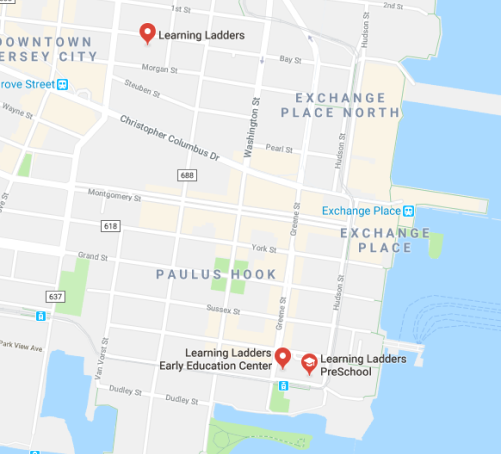 638
1st St
2nd St
Learning Ladders
DOWNTOWN
ERSEY CITY
Bay St
Morgan St
Hudson St
rove Street
Steuben St
EXCHANGE
PLACE NORTH
Wayne St
Christopher Columbus Dr
Washington St
Pearl St
Hudson St
688
Montgomery St
Greene St
Exchange Place
618
EXCHANGE
PLACE
York St
Grand St
PAULUS HOOK
637
Hudson St
Sussex St
Greene St
Park View Ave
Van Vorst St
Learning Ladders
Early Education Center
Learning Ladders
PreSchool
Dudley St
Dudley St